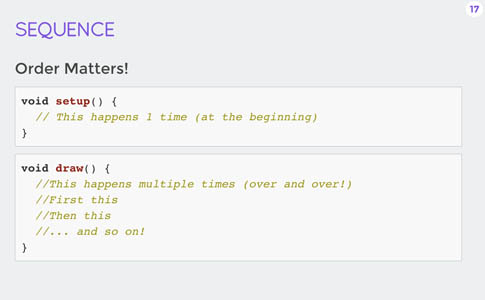 17
SEQUENCE
Order Matters!
void setup() {
// This happens 1 time (at the beginning)
}
void draw() {
//This happens multiple times (over and over!)
//First this
//Then this
//... and so on!
}